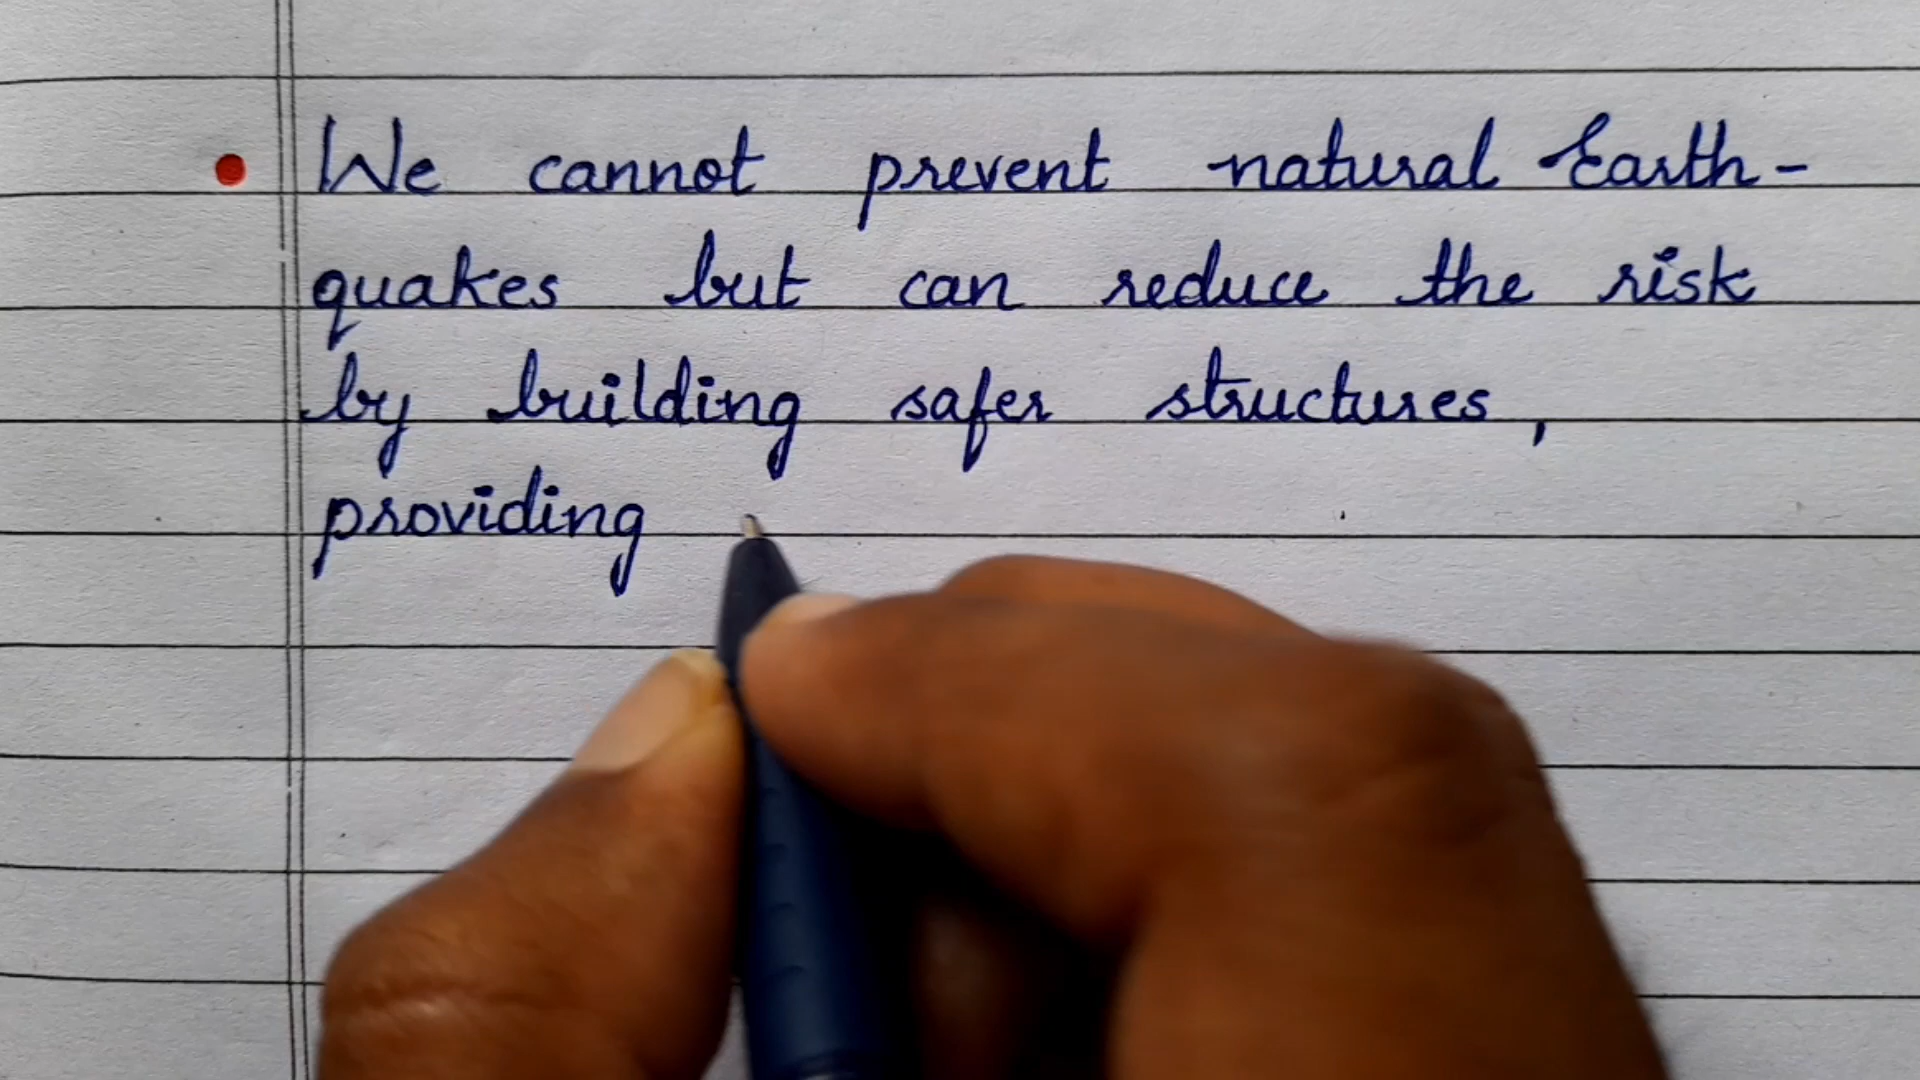 • We cannot prevent natural Earth-
quakes but can reduce the risk
by building safer structures,
providing